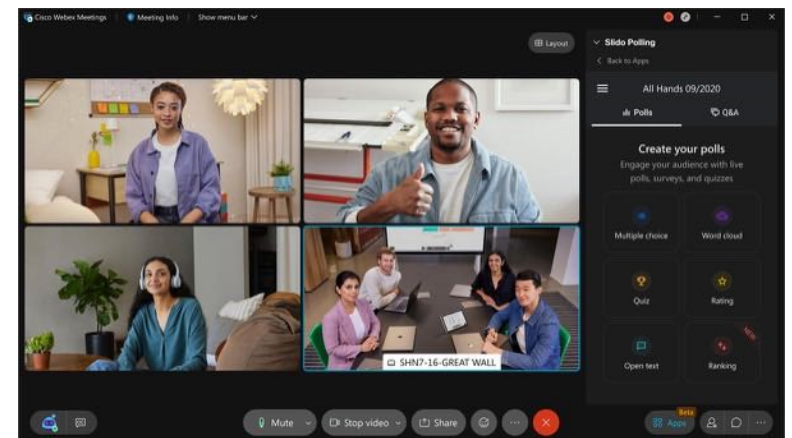 Cisco Webex Meetings
Meeting Info
Show menu bar
Layout
Slido Polling
Back to Apps
All Hands 09/2020
Polls
Q&A
Create your polls
Engage your audience with live
polls, surveys, and quizzes
Multiple choice
Word cloud
Quiz
Rating
Open text
NEW
Ranking
SHN7-16-GREAT WALL
Mute
Stop video
Share
Beta
Apps